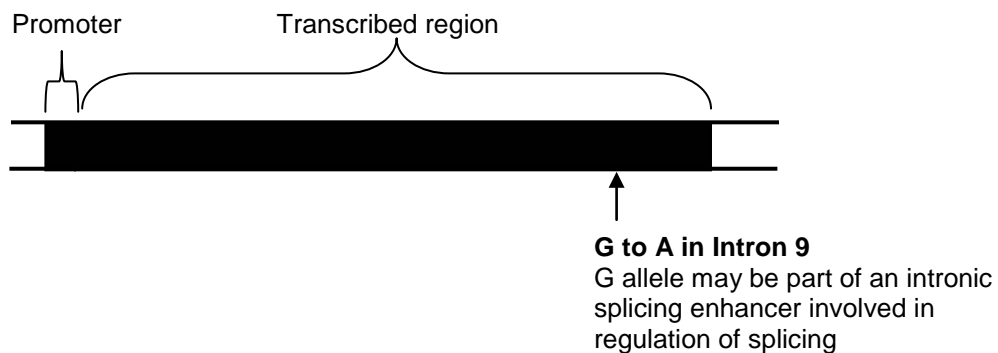 Promoter
Transcribed region
G to A in Intron 9
G allele may be part of an intronic
splicing enhancer involved in
regulation of splicing